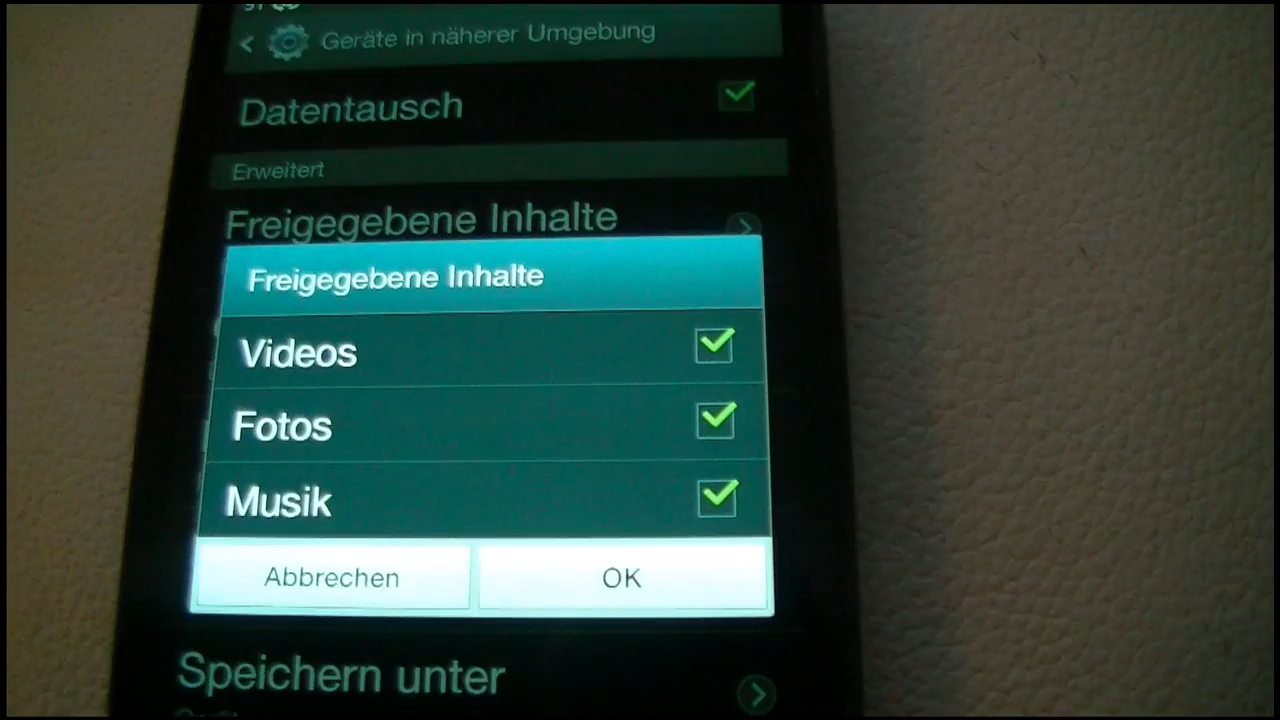 Geräte in näherer Umgebung
Datentausch
Erweitert
Freigegebene Inhalte
Freigegebene Inhalte
Videos
Fotos
Musik
Abbrechen OK
Speichern unter